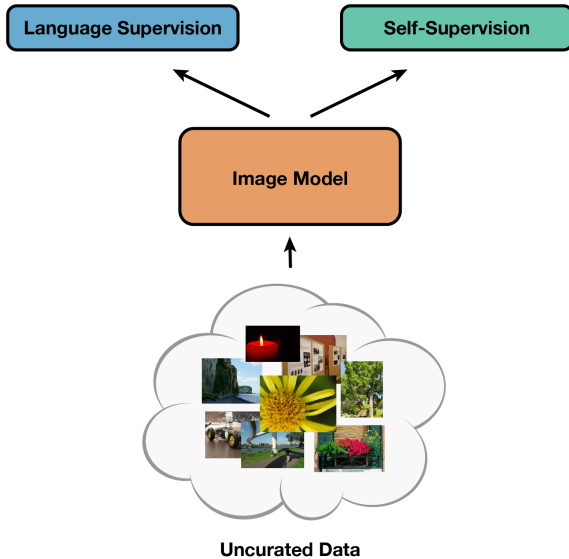 Language Supervision
Self-Supervision
Image Model
Uncurated Data